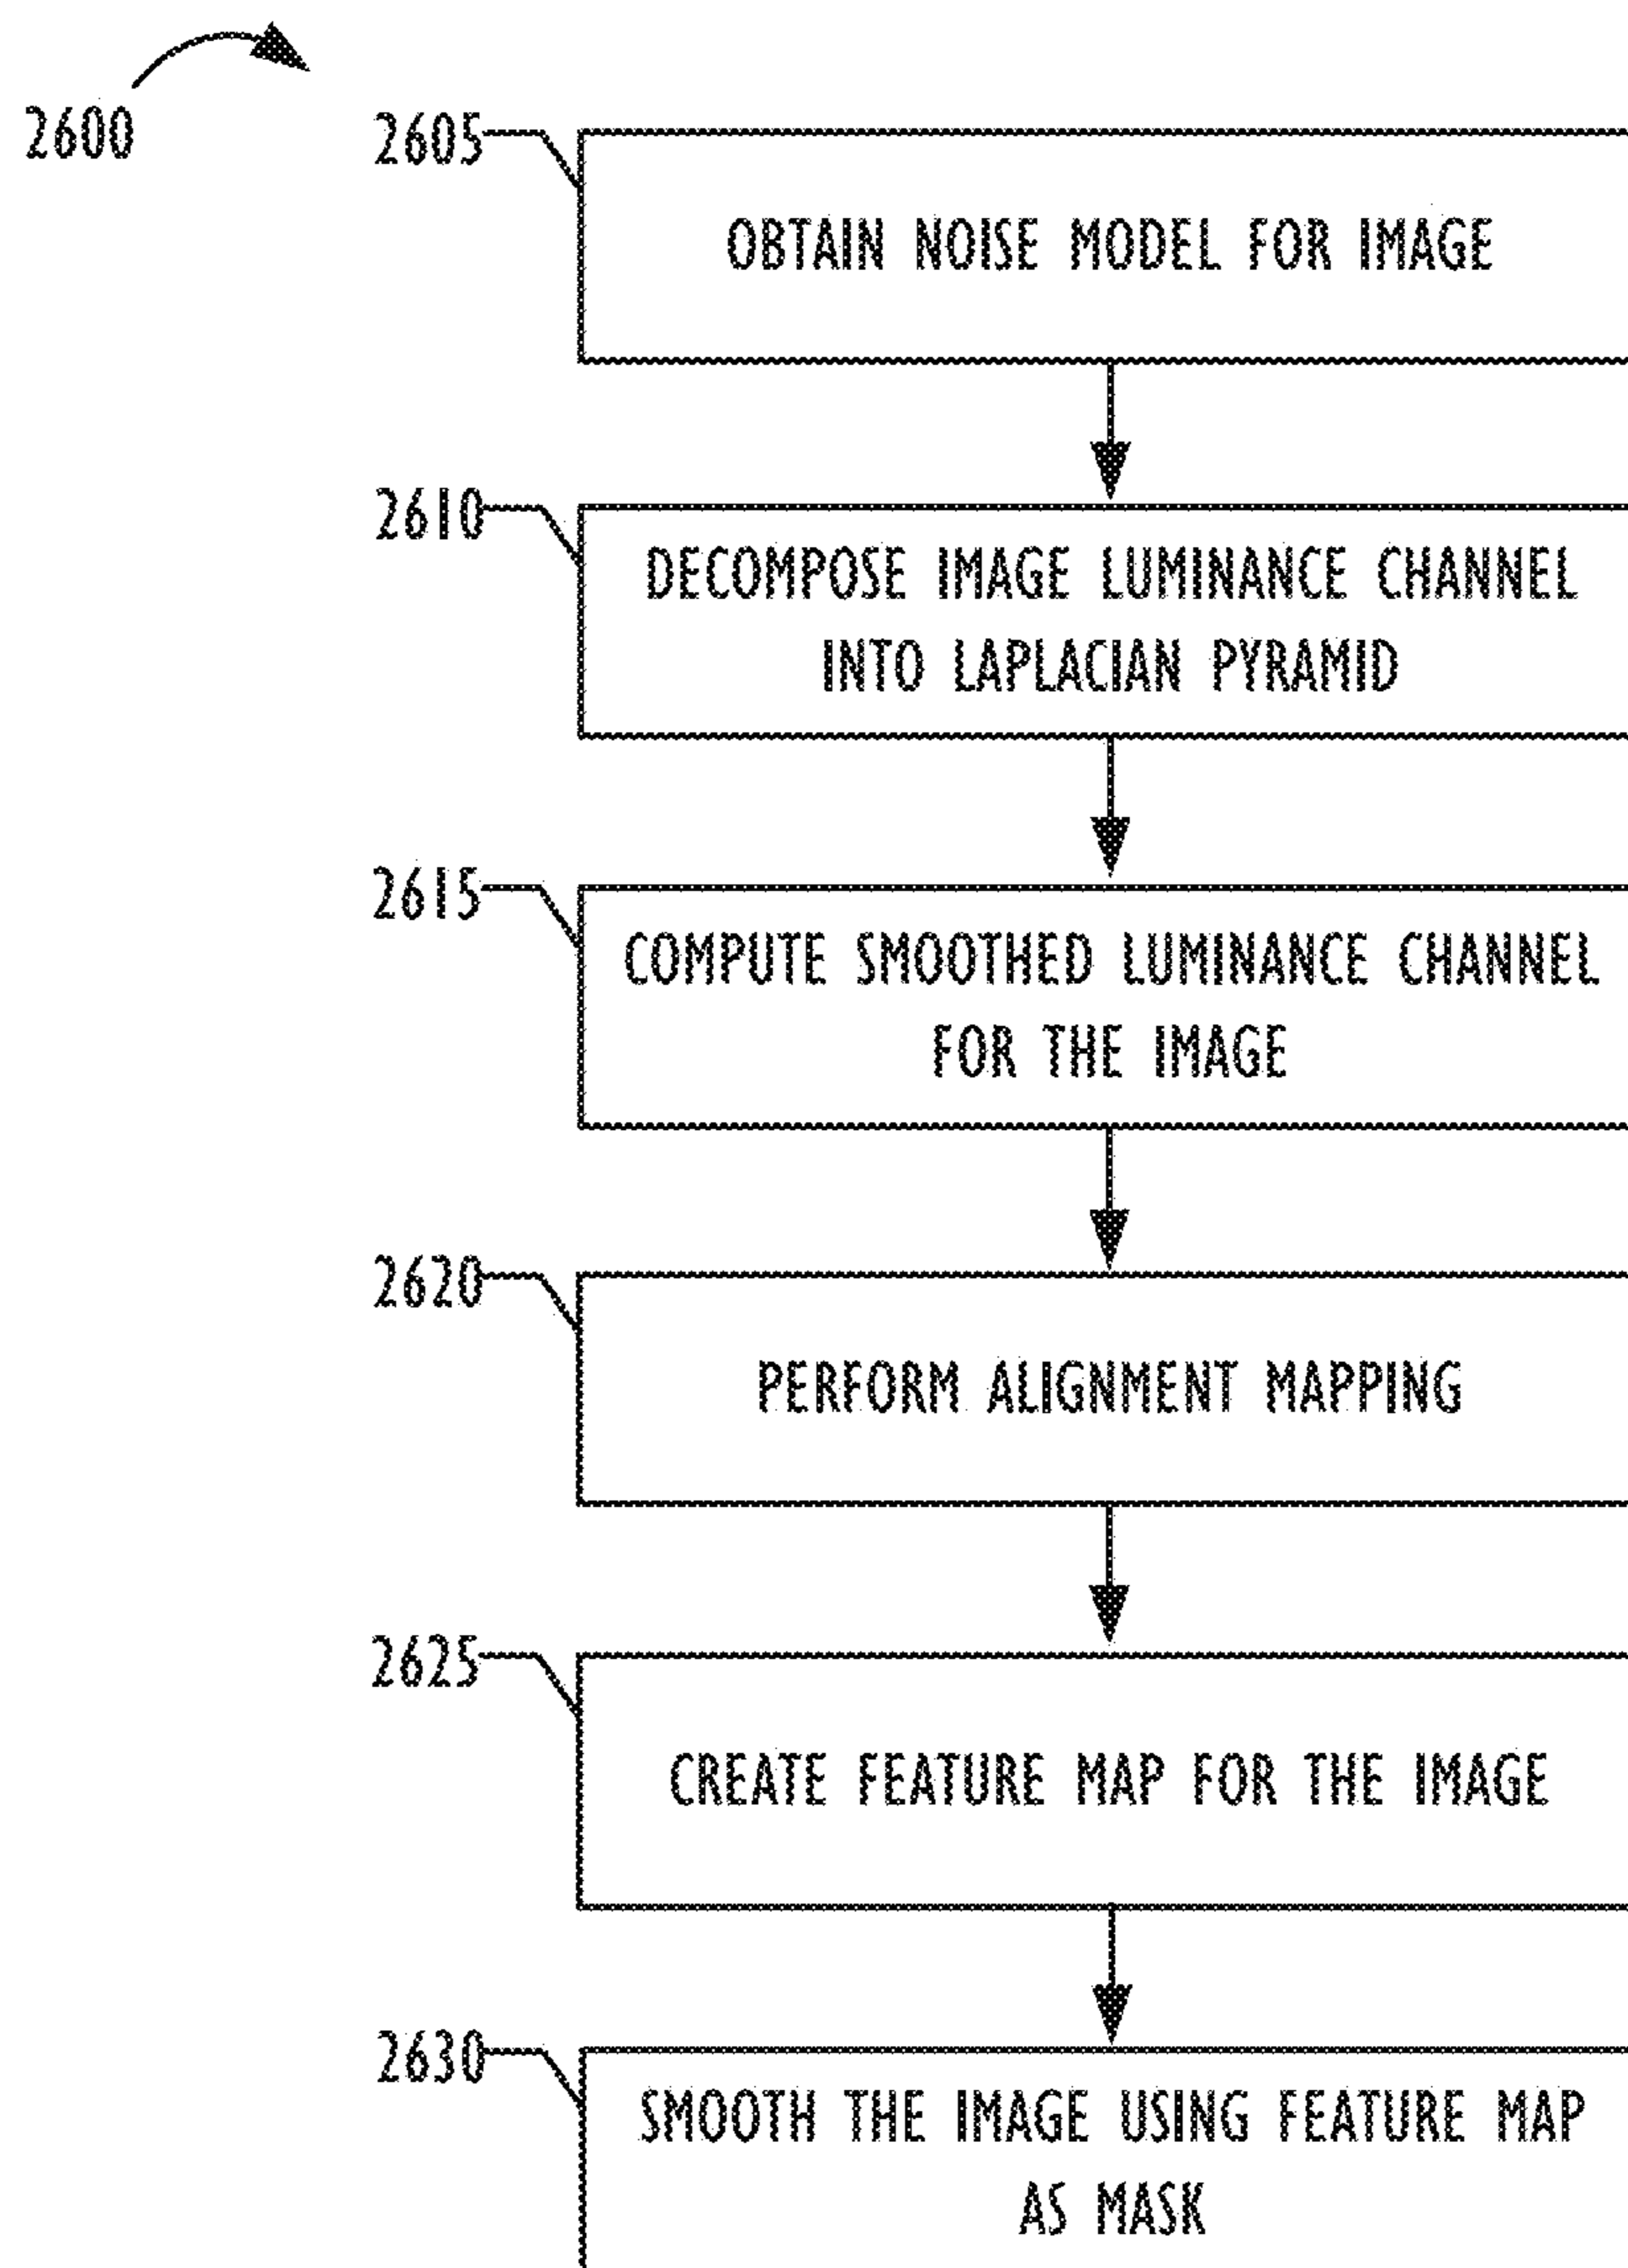 2600
2605
OBTAIN NOISE MODEL FOR IMAGE
2610
DECOMPOSE IMAGE LUMINANCE CHANNEL
INTO LAPLACIAN PYRAMID
2615
COMPUTE SMOOTHED LUMINANCE CHANNEL
FOR THE IMAGE
2620
PERFORM ALIGNMENT MAPPING
2625
CREATE FEATURE MAP FOR THE IMAGE
2630
SMOOTH THE IMAGE USING FEATURE MAP
AS MASK